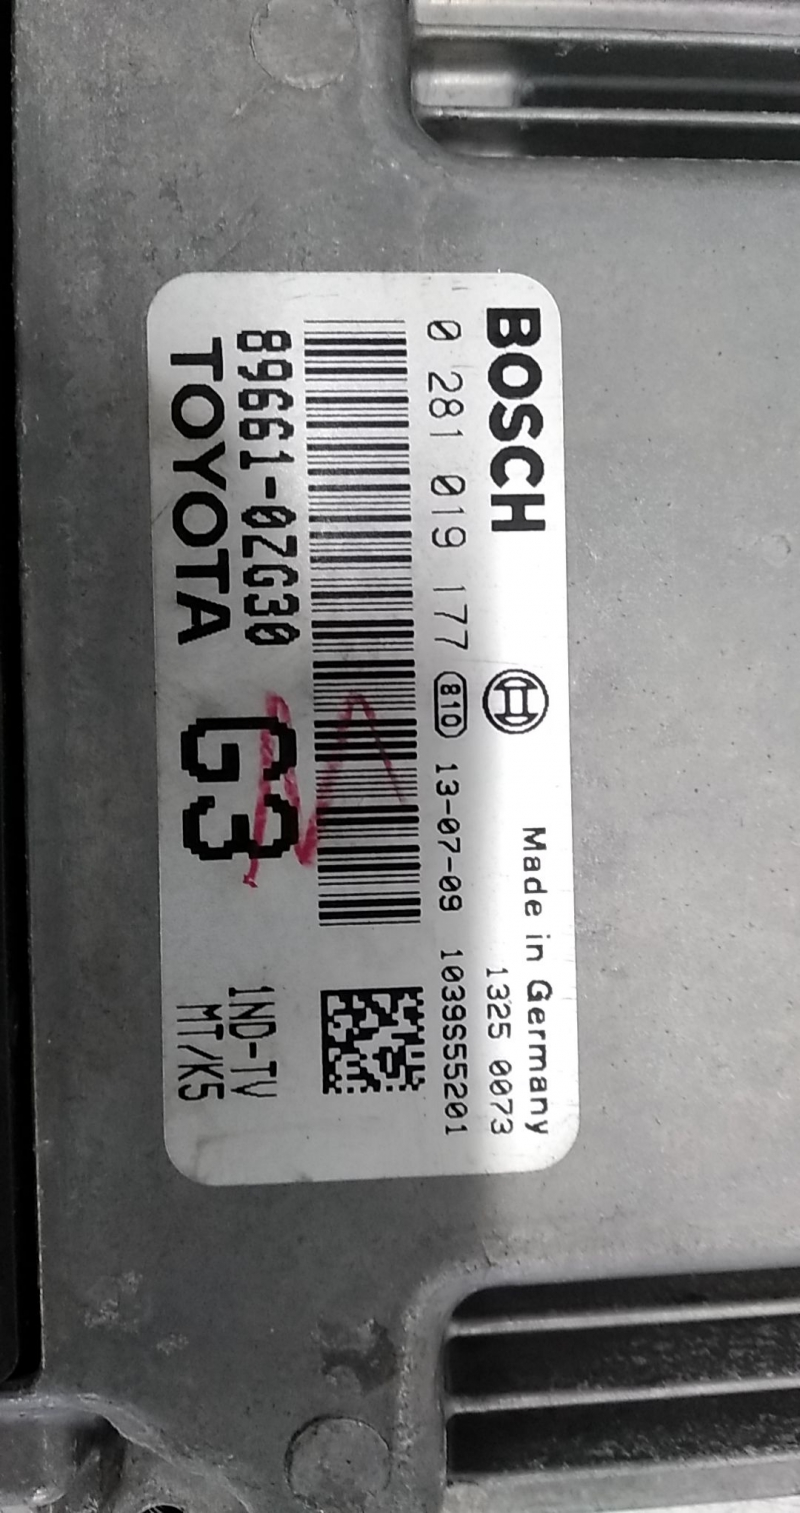 BOSCH
Made in Germany
1325 0073
0 281 019 177 810 13-07-09 1039S55201
89661-0ZG30
TOYOTA
G3
1ND-TV
MT/K5